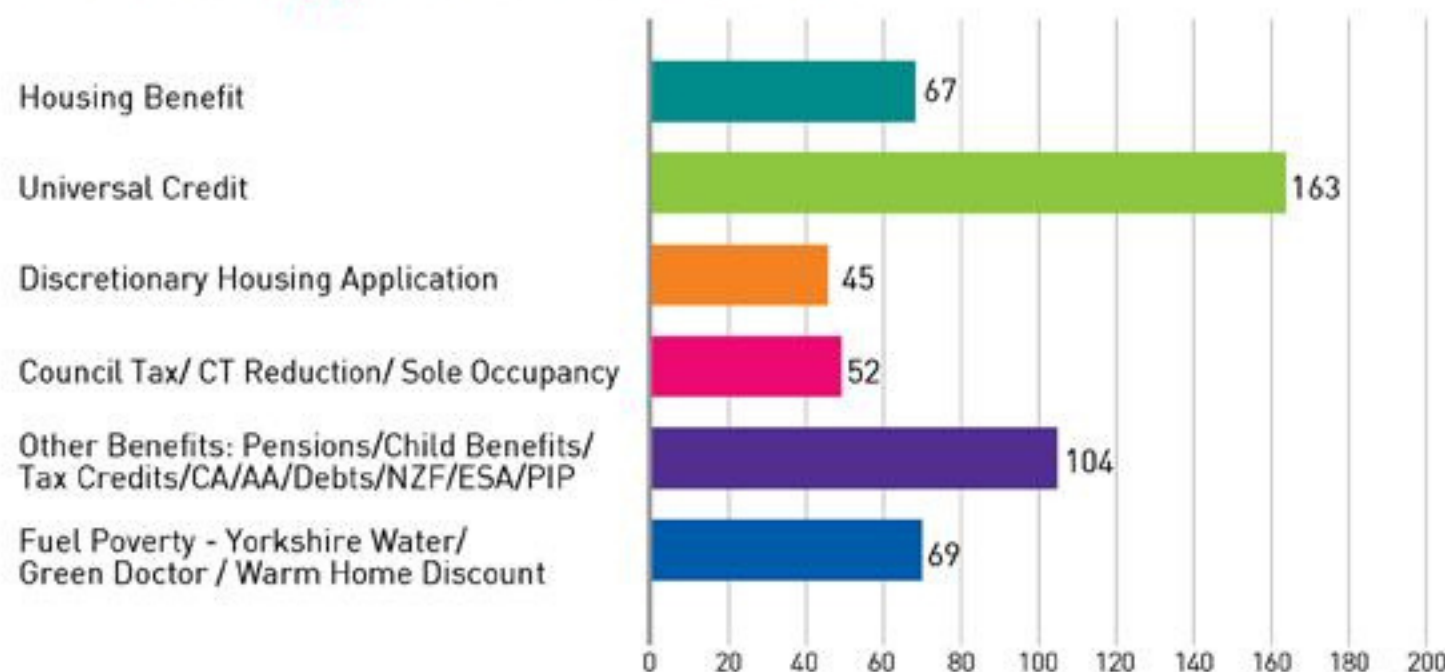 Housing Benefit
67
Universal Credit
163
Discretionary Housing Application
45
Council Tax/ CT Reduction/ Sole Occupancy
52
Other Benefits: Pensions/Child Benefits/
Tax Credits/CA/AA/Debts/NZF/ESA/PIP
104
Fuel Poverty - Yorkshire Water/
Green Doctor / Warm Home Discount
69
0 20 40 60 80 100 120 140 160 180 200